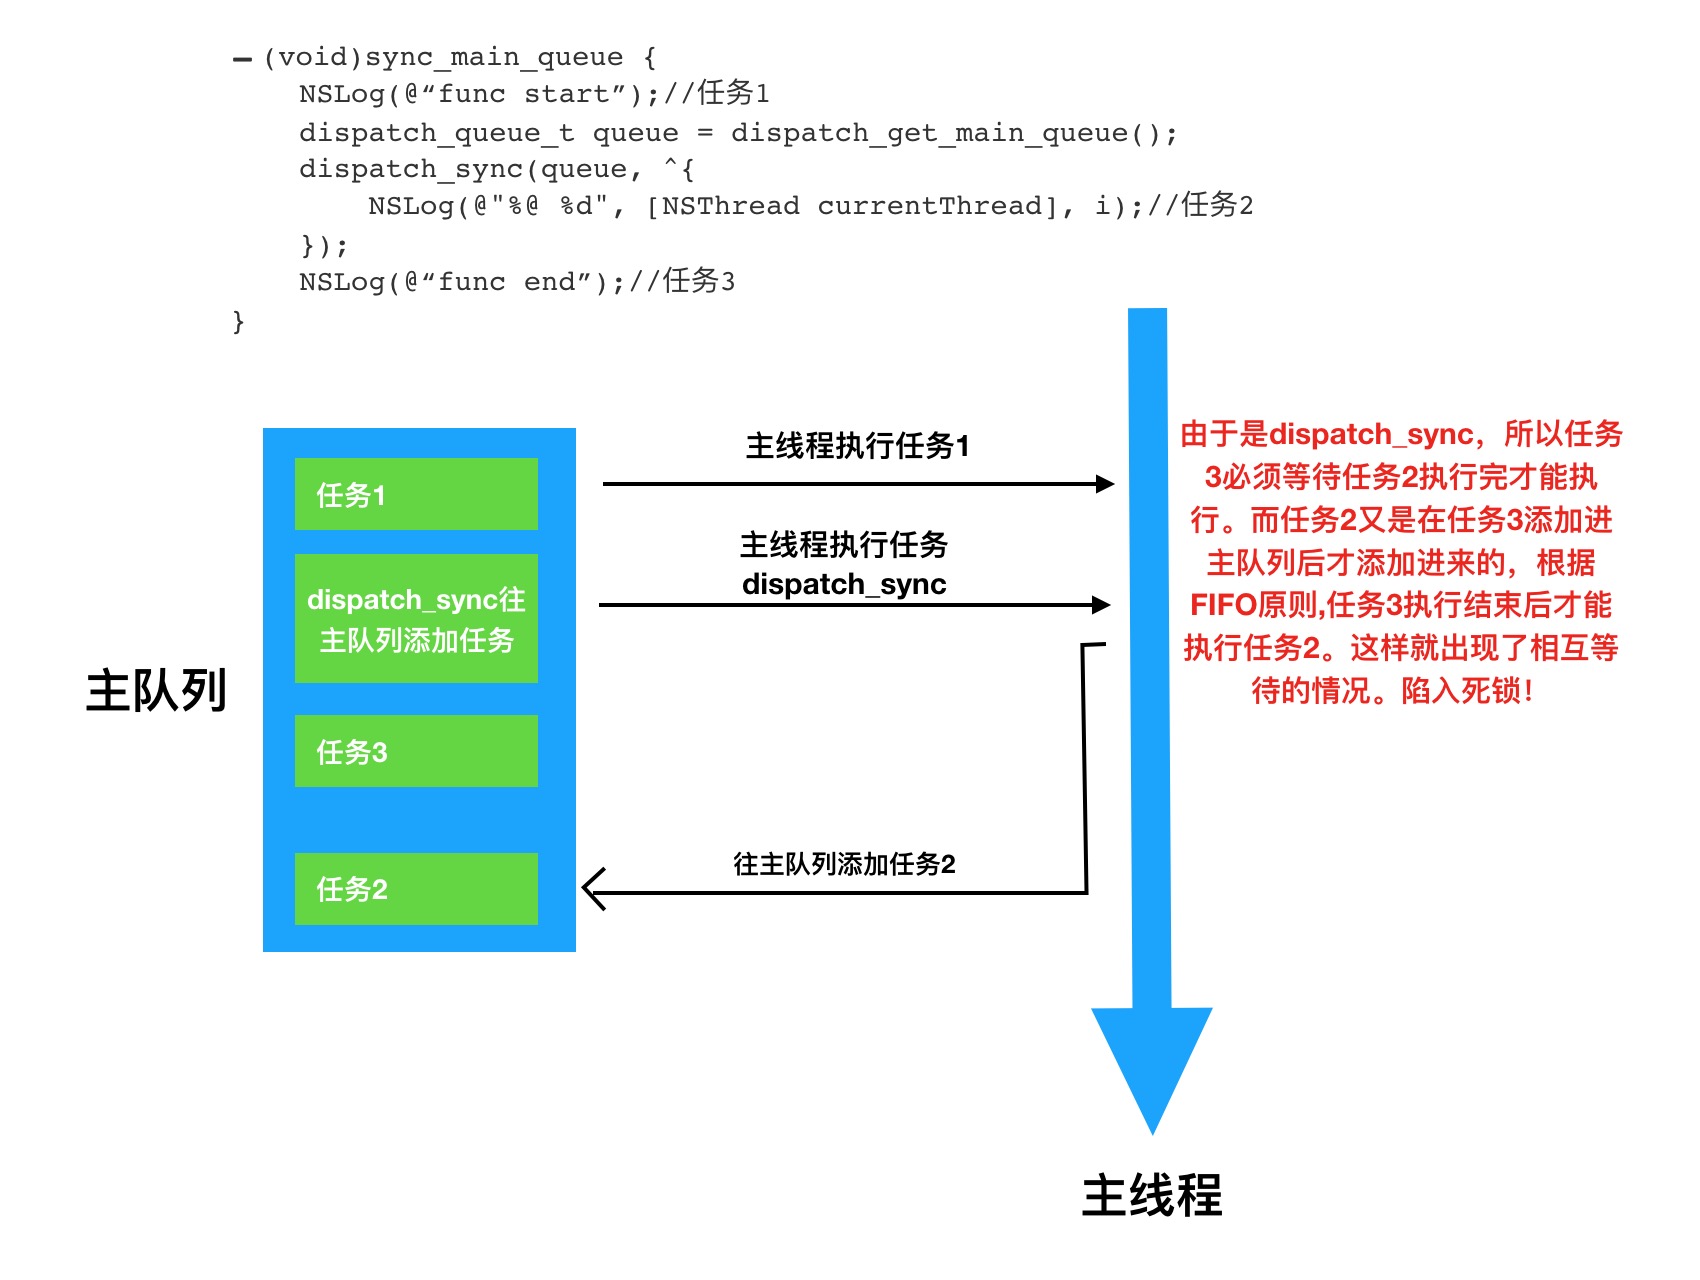 - (void)sync_main_queue {
NSLog(@“func start”);//任务1
dispatch_queue_t queue = dispatch_get_main_queue();
dispatch_sync(queue, ^{
NSLog(@"%@ %d", [NSThread currentThread], i);//任务2
});
NSLog(@“func end”);//任务3
}
主队列
任务1
dispatch_sync往
主队列添加任务
任务3
任务2
主线程执行任务1
主线程执行任务
dispatch_sync
往主队列添加任务2
由于是dispatch_sync，所以任务
3必须等待任务2执行完才能执
行。而任务2又是在任务3添加进
主队列后才添加进来的，根据
FIFO原则,任务3执行结束后才能
执行任务2。这样就出现了相互等
待的情况。陷入死锁！
主线程